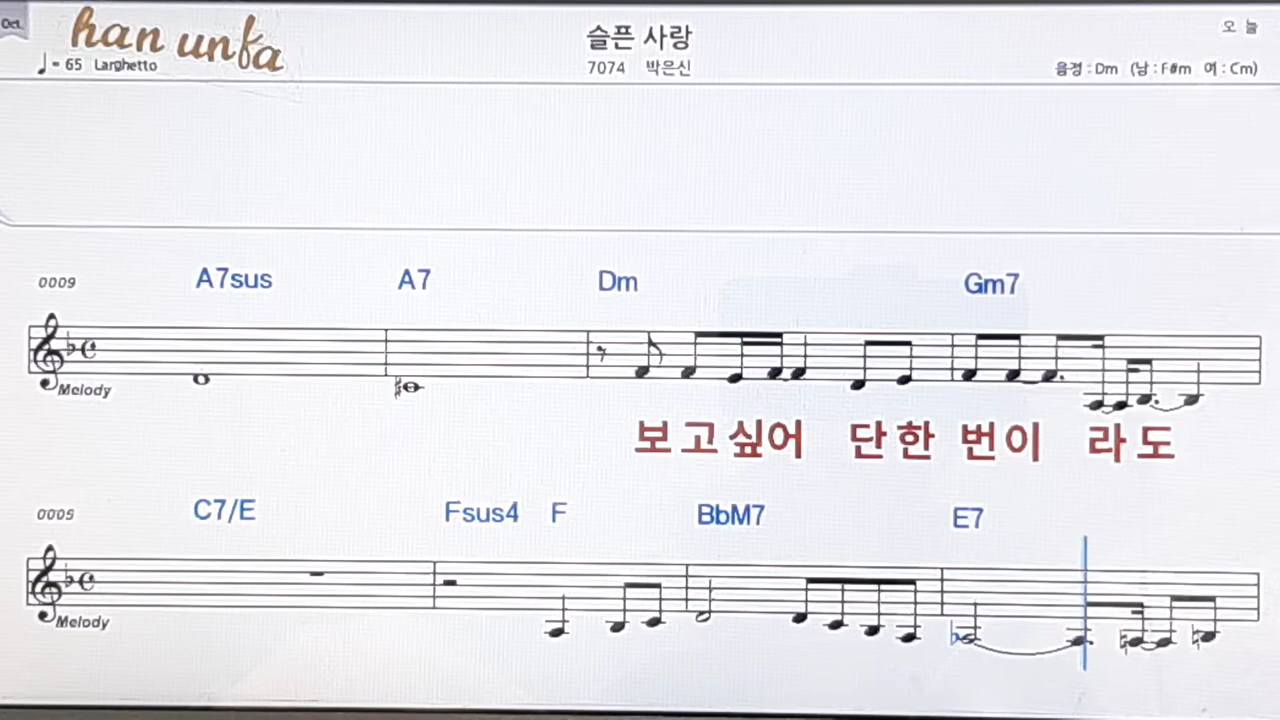 Oct.
han unfa
슬픈 사랑
오 늘
♩= 65 Larghetto
7074 박은신
음정 : Dm (남 : F#m 여 : Cm)
0009 A7sus A7 Dm Gm7
Melody
보고싶어 단한 번이 라도
0005 C7/E Fsus4 F BbM7 E7
Melody